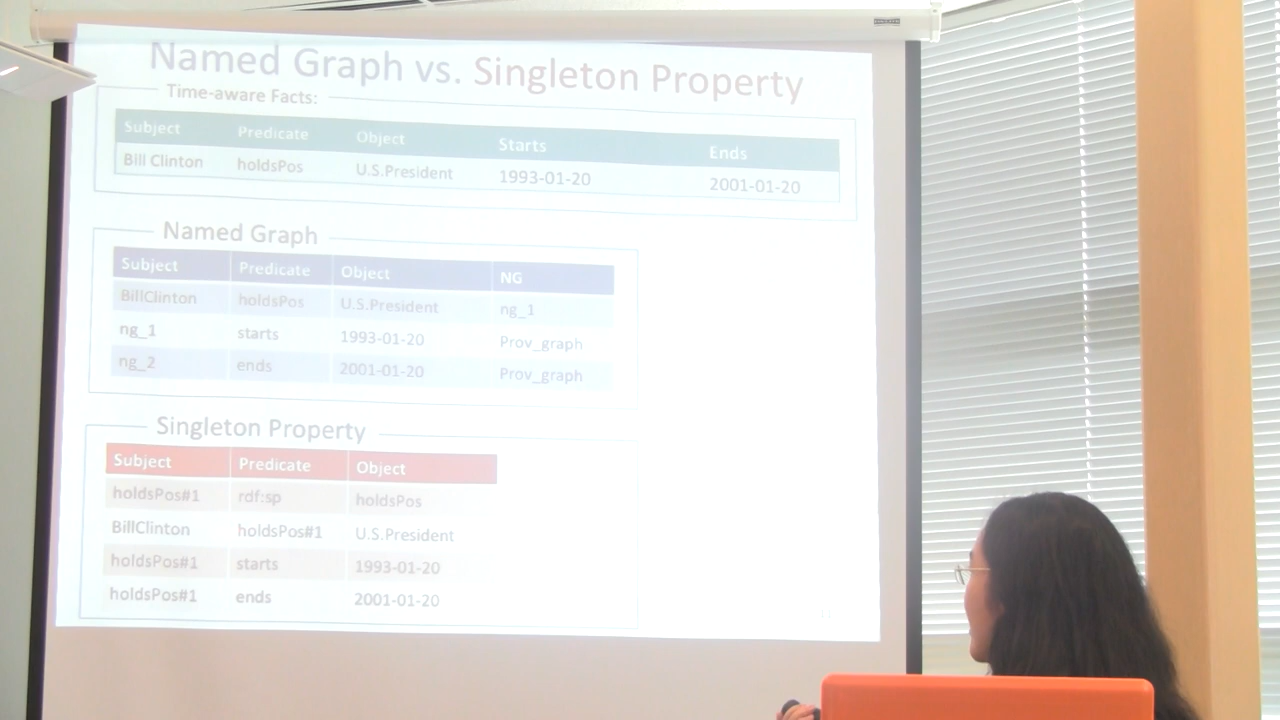 Named Graph vs. Singleton Property
Time-aware Facts:
Subject Predicate Object Starts Ends
Bill Clinton holdsPos U.S.President 1993-01-20 2001-01-20
Named Graph
Subject Predicate Object NG
BillClinton holdsPos U.S.President ng_1
ng_1 starts 1993-01-20 Prov_graph
ng_2 ends 2001-01-20 Prov_graph
Singleton Property
Subject Predicate Object
holdsPos#1 rdf:sp holdsPos
BillClinton holdsPos#1 U.S.President
holdsPos#1 starts 1993-01-20
holdsPos#1 ends 2001-01-20